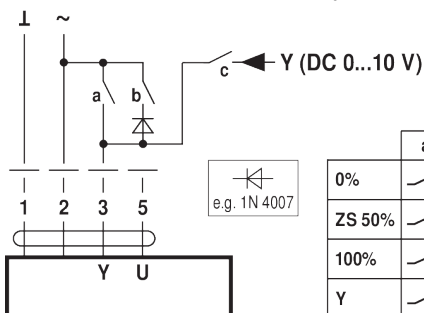 ⊥ ~
a b c Y (DC 0...10 V)
e.g. 1N 4007
1 2 3 5
Y U
a
0%
ZS 50%
100%
Y